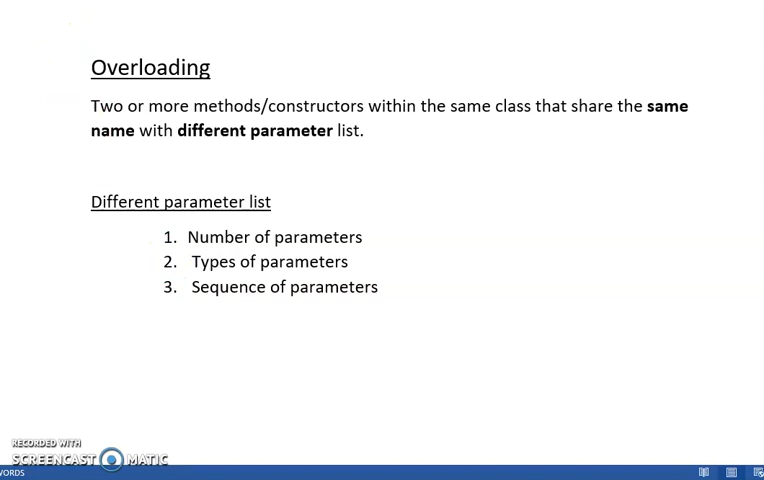 Overloading
Two or more methods/constructors within the same class that share the same
name with different parameter list.
Different parameter list
1. Number of parameters
2. Types of parameters
3. Sequence of parameters
RECORDED WITH
SCREENCAST MATIC
WORDS